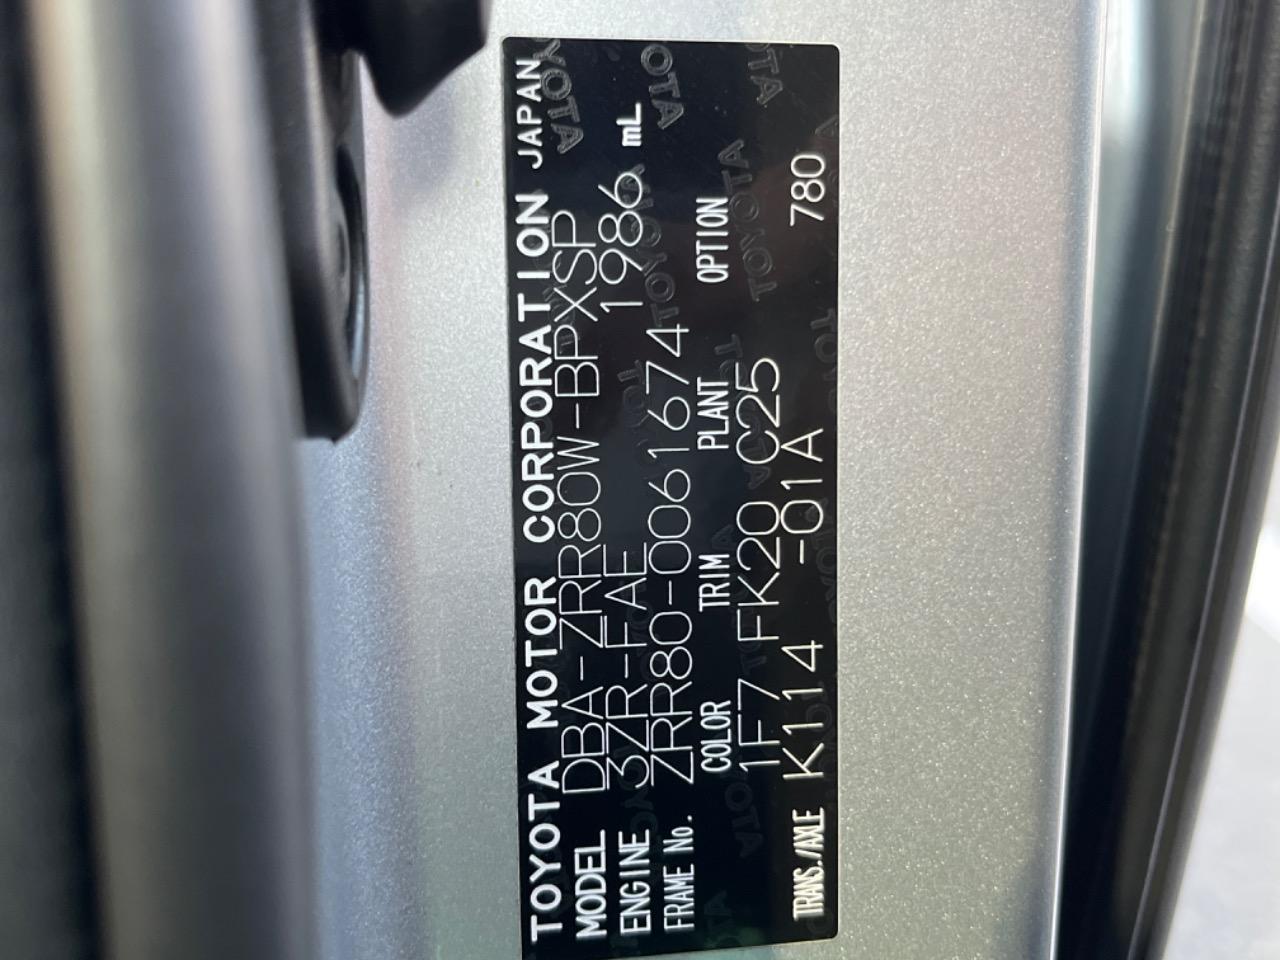 TOYOTA MOTOR CORPORATION JAPAN
MODEL DBA-ZRR80W-BPXSP
ENGINE 3ZR-FAE 1986 mL
FRAME No. ZRR80-0061674
COLOR TRIM PLANT OPTION
1F7 FK20 C25
TRANS./AXLE K114 -01A 780